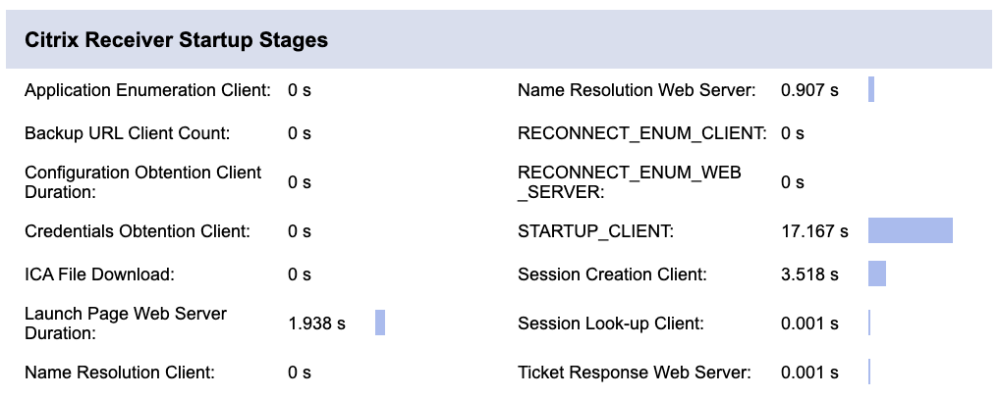 Citrix Receiver Startup Stages
Application Enumeration Client: 0 s
Name Resolution Web Server: 0.907 s
Backup URL Client Count: 0 s
RECONNECT_ENUM_CLIENT: 0 s
Configuration Obtention Client
Duration: 0 s
RECONNECT_ENUM_WEB
_SERVER: 0 s
Credentials Obtention Client: 0 s
STARTUP_CLIENT: 17.167 s
ICA File Download: 0 s
Session Creation Client: 3.518 s
Launch Page Web Server
Duration: 1.938 s
Session Look-up Client: 0.001 s
Name Resolution Client: 0 s
Ticket Response Web Server: 0.001 s